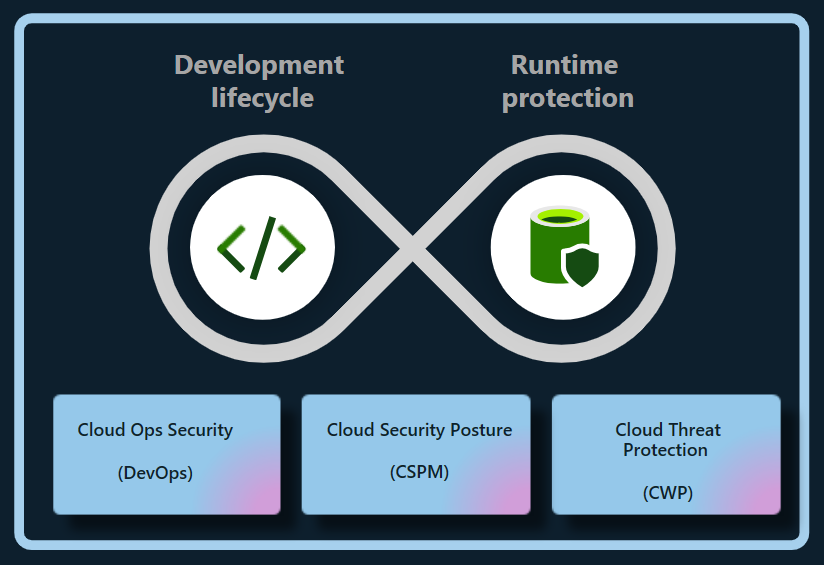 Development
lifecycle
Runtime
protection
Cloud Ops Security
(DevOps)
Cloud Security Posture
(CSPM)
Cloud Threat
Protection
(CWP)